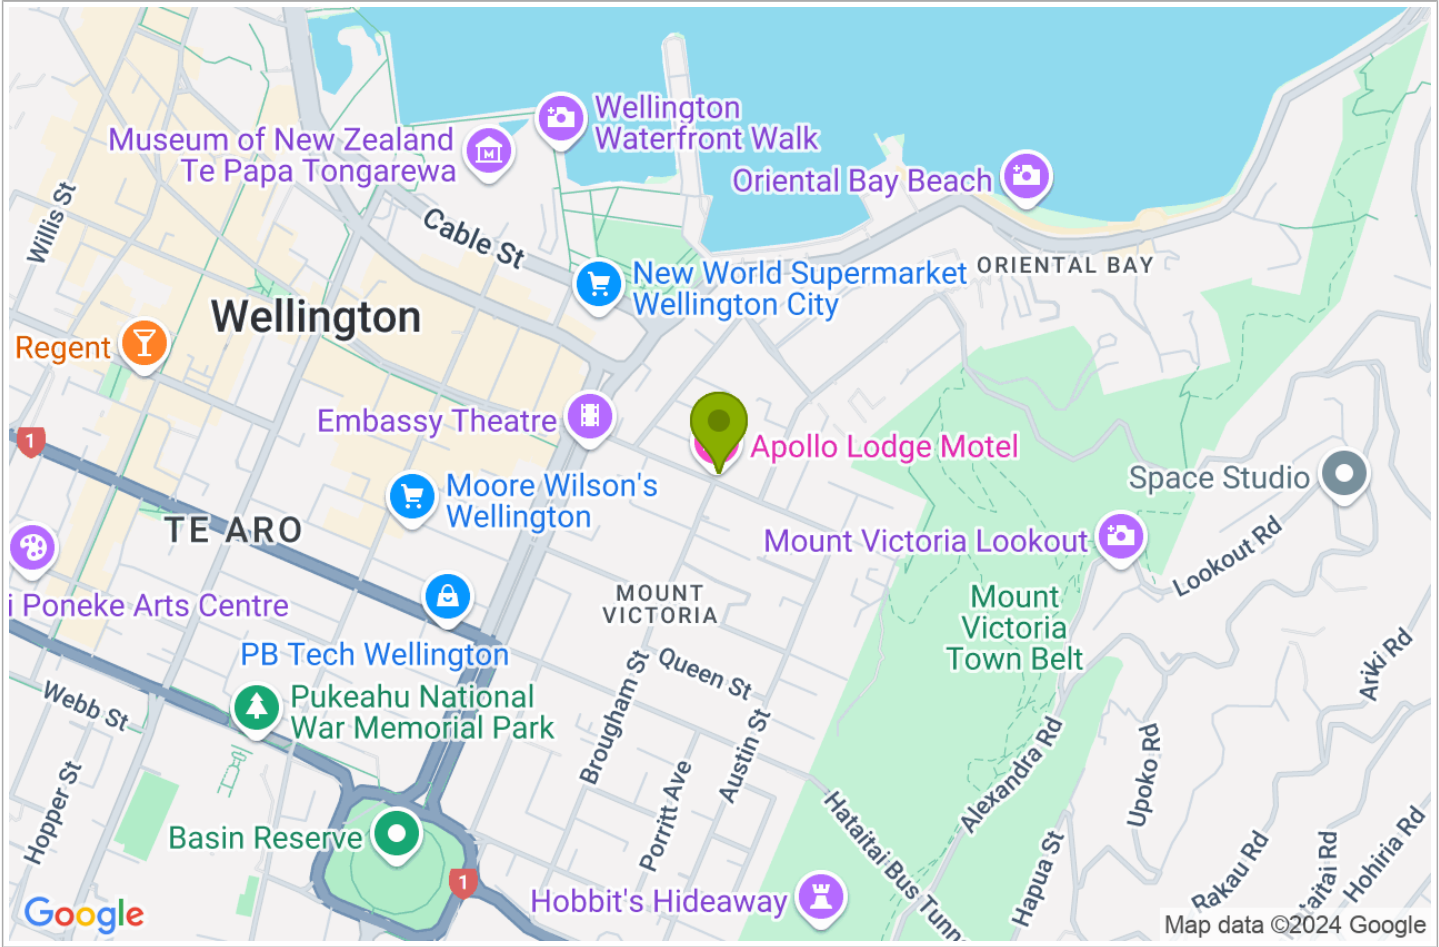 Wellington
Waterfront Walk
Museum of New Zealand
Te Papa Tongarewa
M
Oriental Bay Beach
Willis St
Cable St
ORIENTAL BAY
New World Supermarket
Wellington City
Wellington
Regent
Embassy Theatre
1
Apollo Lodge Motel
Space Studio
Moore Wilson's
Wellington
TE ARO
Mount Victoria Lookout
Lookout Rd
i Poneke Arts Centre
MOUNT
VICTORIA
Mount
Victoria
Town Belt
PB Tech Wellington
Queen St
Ariki Rd
Webb St
Pukeahu National
War Memorial Park
Brougham St
Austin St
Alexandra Rd
Upoko Rd
Hopper St
Porritt Ave
Basin Reserve
Hataitai Bus Tunn
1
Hapua St
Rakau Rd
taitai Rd
Hohiria Rd
Hobbit's Hideaway
Google
Map data ©2024 Google